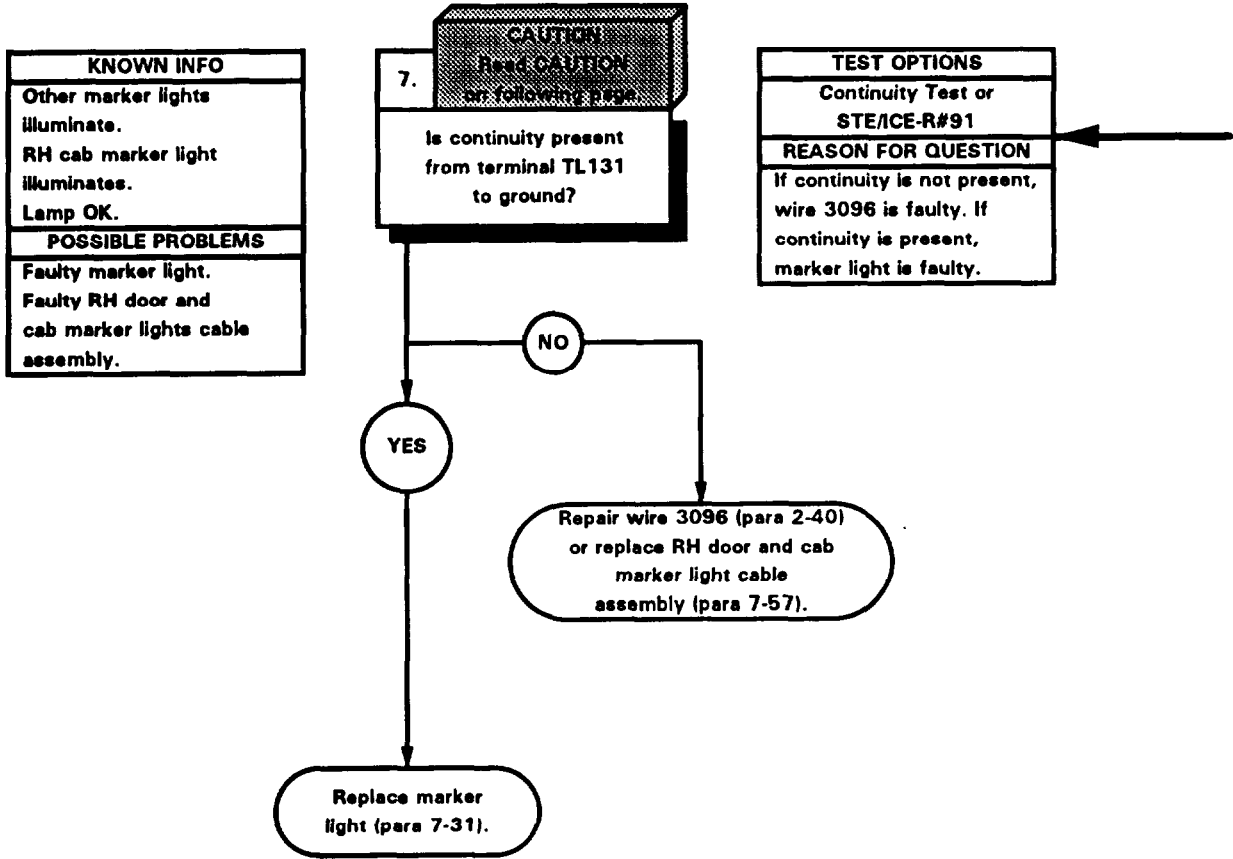 KNOWN INFO
Other marker lights
illuminate.
RH cab marker light
illuminates.
Lamp OK.
POSSIBLE PROBLEMS
Faulty marker light.
Faulty RH door and
cab marker lights cable
assembly.
7.
CAUTION
Read CAUTION
on following page
Is continuity present
from terminal TL131
to ground?
TEST OPTIONS
Continuity Test or
STE/ICE-R#91
REASON FOR QUESTION
If continuity is not present,
wire 3096 is faulty. If
continuity is present,
marker light is faulty.
NO
YES
Repair wire 3096 (para 2-40)
or replace RH door and cab
marker light cable
assembly (para 7-57).
Replace marker
light (para 7-31).